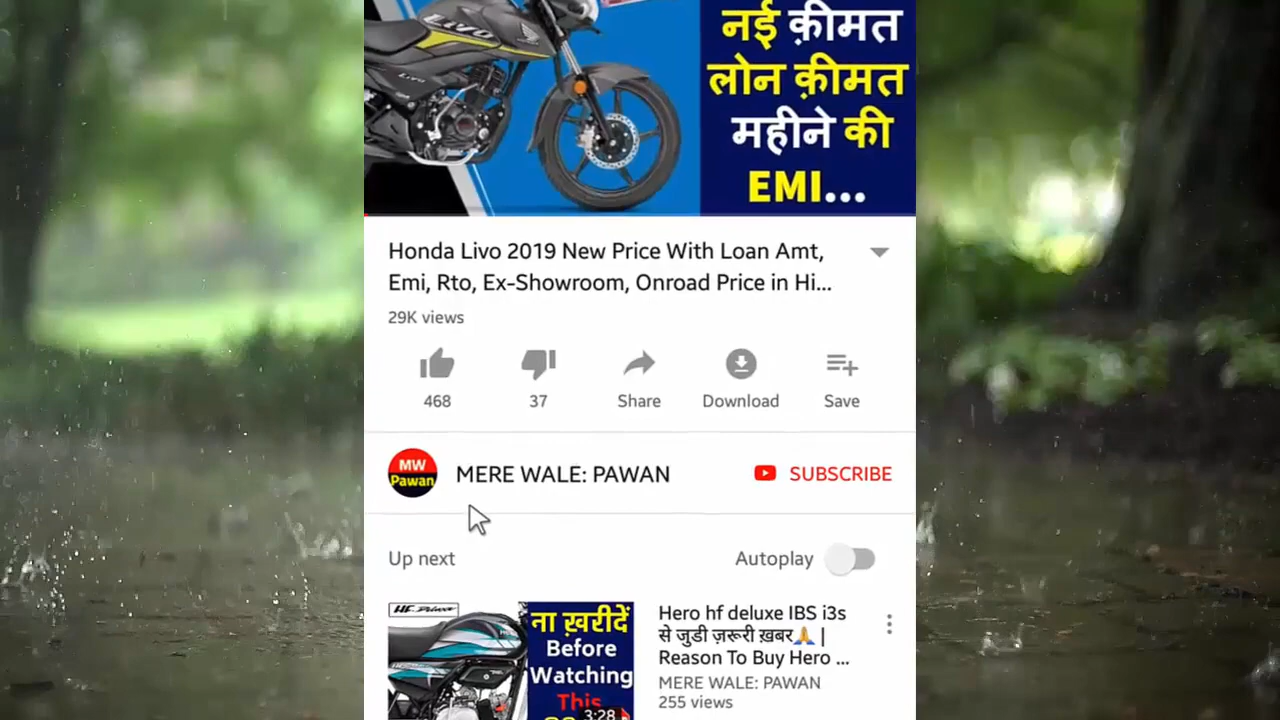 LIVO
Livo
नई क़ीमत
लोन क़ीमत
महीने की
EMI...
Honda Livo 2019 New Price With Loan Amt,
Emi, Rto, Ex-Showroom, Onroad Price in Hi...
29K views
468
37
Share
Download
Save
MW
Pawan
MERE WALE: PAWAN
SUBSCRIBE
Up next
Autoplay
HF Deluxe
ना ख़रीदें
Before
Watching
This
3:28
Hero hf deluxe IBS i3s
से जुडी ज़रूरी ख़बर🙏 |
Reason To Buy Hero ...
MERE WALE: PAWAN
255 views